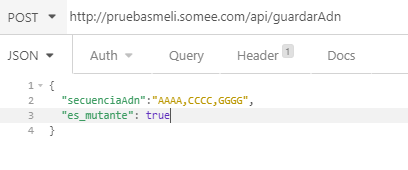 POST http://pruebasmeli.somee.com/api/guardarAdn
JSON Auth Query Header 1 Docs
1 {
2 "secuenciaAdn":"AAAA,CCCC,GGGG",
3 "es_mutante": true
4 }